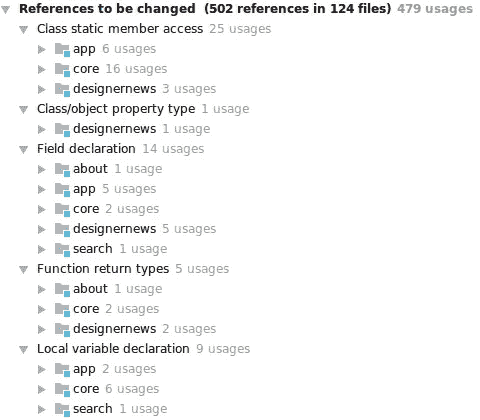 References to be changed (502 references in 124 files) 479 usages
Class static member access 25 usages
app 6 usages
core 16 usages
designernews 3 usages
Class/object property type 1 usage
designernews 1 usage
Field declaration 14 usages
about 1 usage
app 5 usages
core 2 usages
designernews 5 usages
search 1 usage
Function return types 5 usages
about 1 usage
core 2 usages
designernews 2 usages
Local variable declaration 9 usages
app 2 usages
core 6 usages
search 1 usage